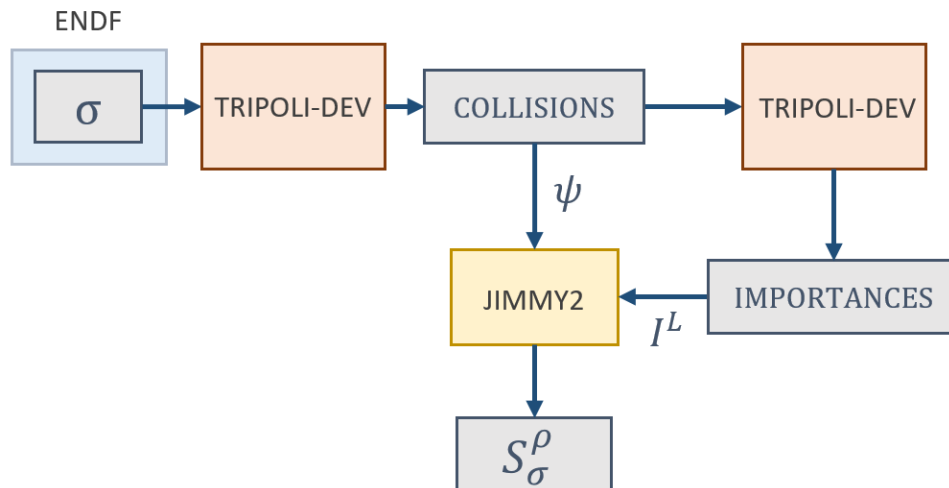 ENDF
σ
TRIPOLI-DEV
COLLISIONS
TRIPOLI-DEV
ψ
JIMMY2
IMPORTANCES
I^L
S_σ^ρ